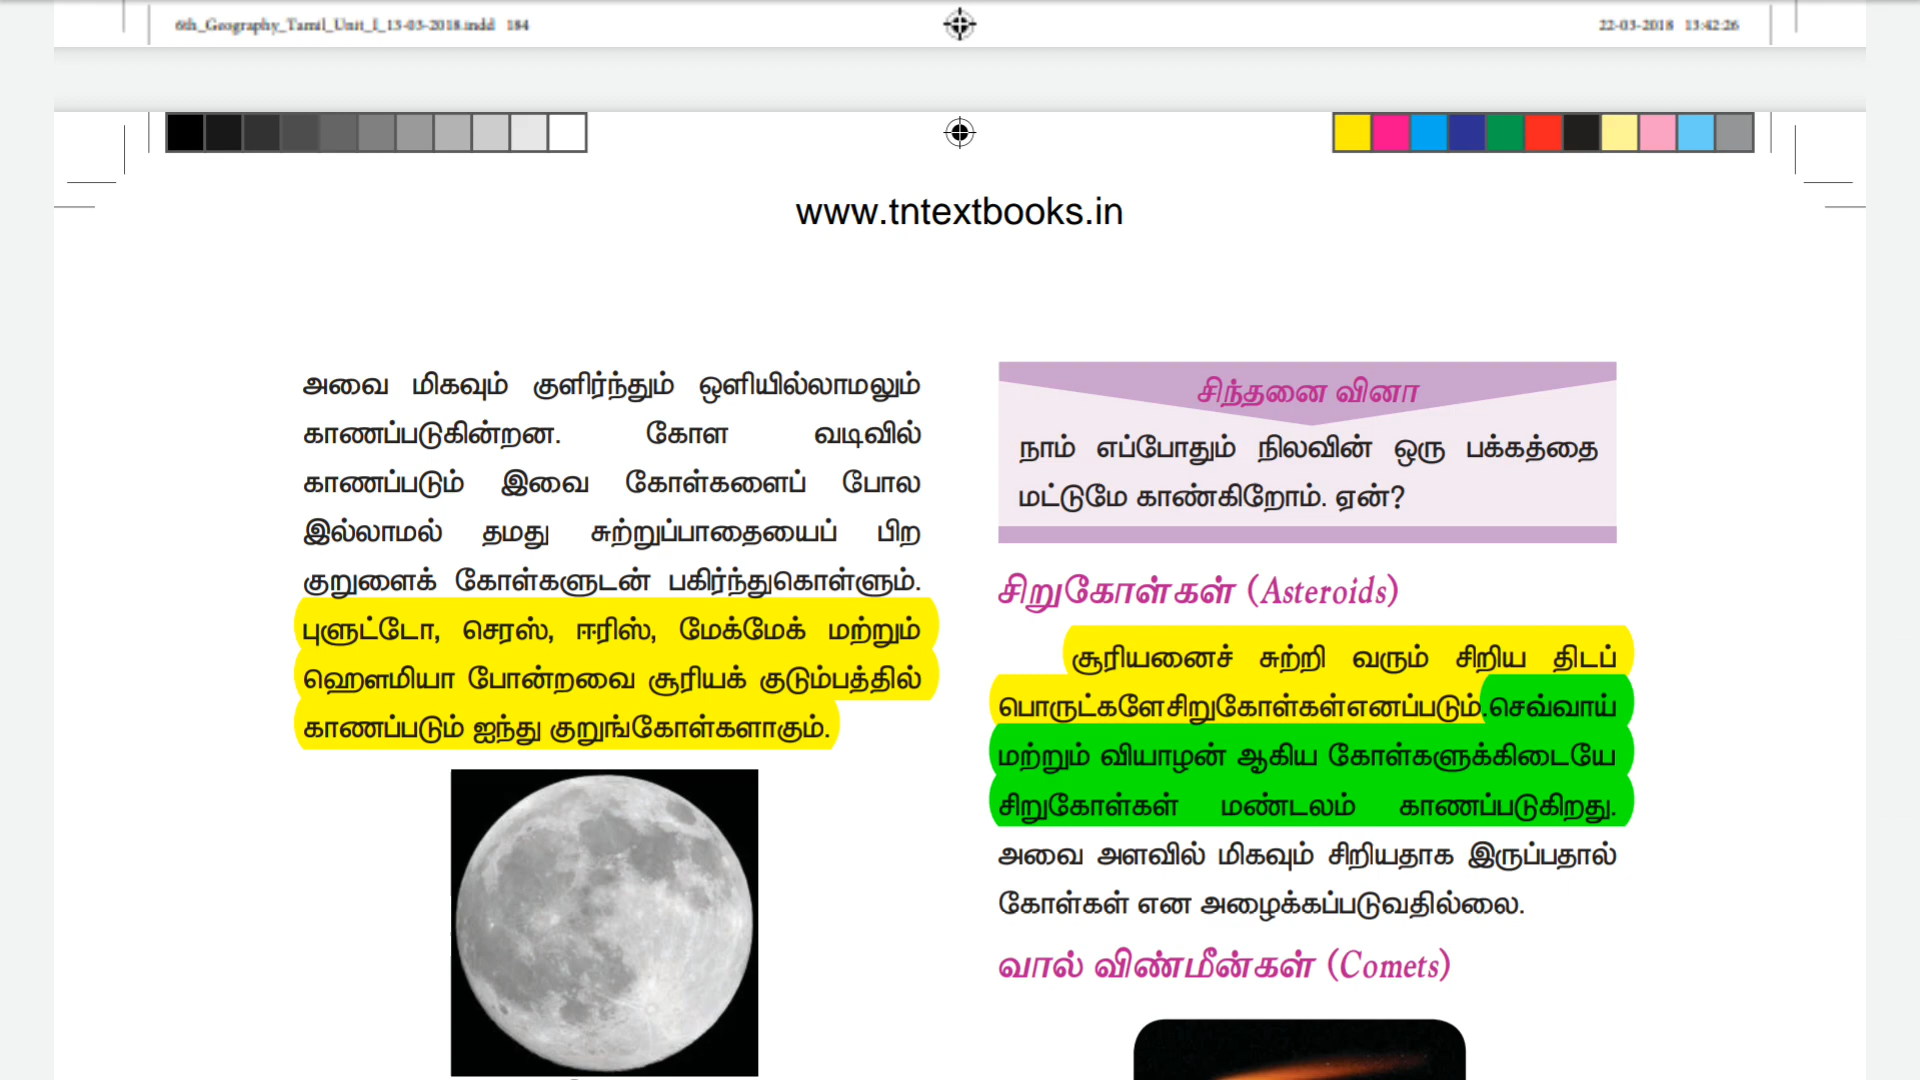 6th_Geography_Tamil_Unit_I_13-03-2018.indd 184
22-03-2018 13:42:26
www.tntextbooks.in
அவை மிகவும் குளிர்ந்தும் ஒளியில்லாமலும்
காணப்படுகின்றன. கோள வடிவில்
காணப்படும் இவை கோள்களைப் போல
இல்லாமல் தமது சுற்றுப்பாதையைப் பிற
குறுளைக் கோள்களுடன் பகிர்ந்துகொள்ளும்.
புளுட்டோ, செரஸ், ஈரிஸ், மேக்மேக் மற்றும்
ஹௌமியா போன்றவை சூரியக் குடும்பத்தில்
காணப்படும் ஐந்து குறுங்கோள்களாகும்.
சிந்தனை வினா
நாம் எப்போதும் நிலவின் ஒரு பக்கத்தை
மட்டுமே காண்கிறோம். ஏன்?
சிறுகோள்கள் (Asteroids)
சூரியனைச் சுற்றி வரும் சிறிய திடப்
பொருட்களேசிறுகோள்கள்எனப்படும்.செவ்வாய்
மற்றும் வியாழன் ஆகிய கோள்களுக்கிடையே
சிறுகோள்கள் மண்டலம் காணப்படுகிறது.
அவை அளவில் மிகவும் சிறியதாக இருப்பதால்
கோள்கள் என அழைக்கப்படுவதில்லை.
வால் விண்மீன்கள் (Comets)